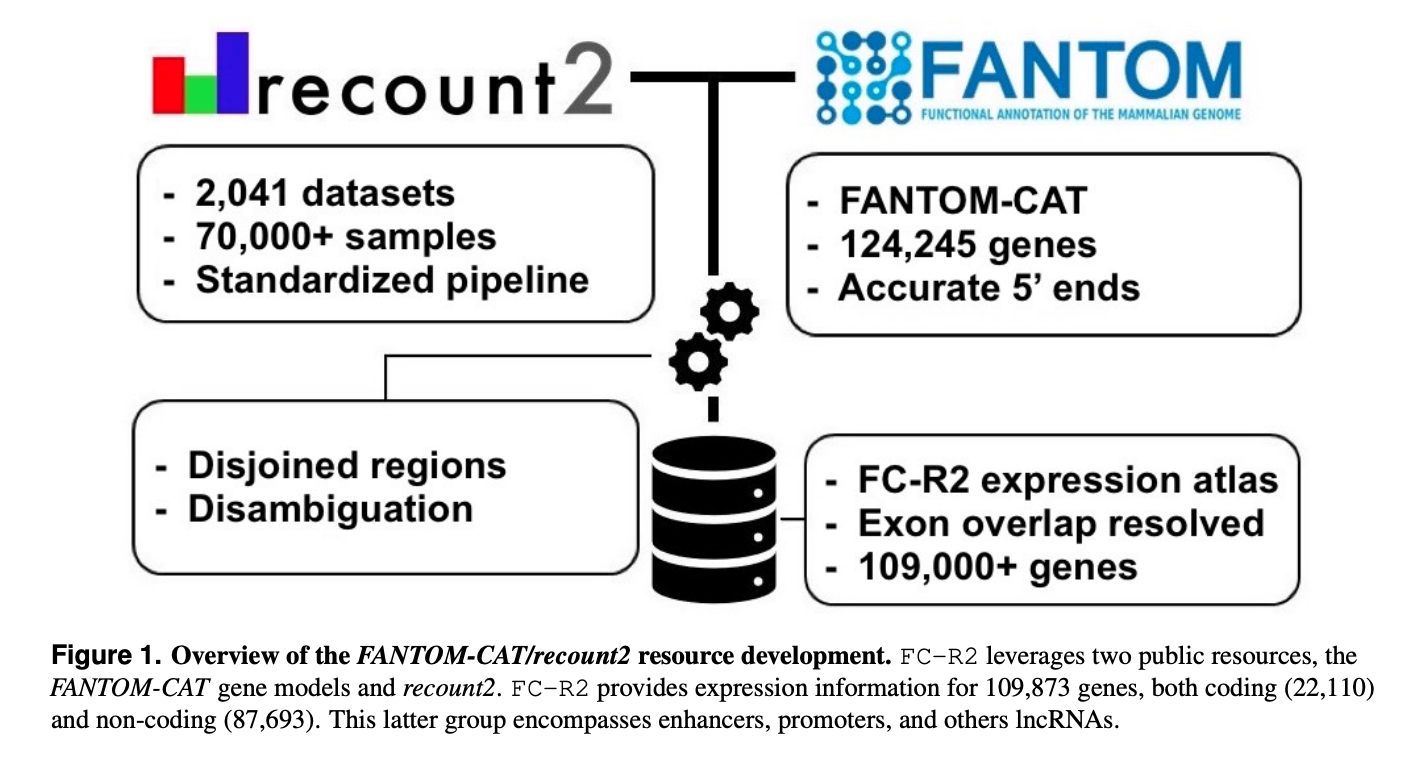 recount2
FANTOM
FUNCTIONAL ANNOTATION OF THE MAMMALIAN GENOME
- 2,041 datasets
- 70,000+ samples
- Standardized pipeline
- FANTOM-CAT
- 124,245 genes
- Accurate 5’ ends
- Disjoined regions
- Disambiguation
- FC-R2 expression atlas
- Exon overlap resolved
- 109,000+ genes
Figure 1. Overview of the FANTOM-CAT/recount2 resource development. FC-R2 leverages two public resources, the
FANTOM-CAT gene models and recount2. FC-R2 provides expression information for 109,873 genes, both coding (22,110)
and non-coding (87,693). This latter group encompasses enhancers, promoters, and others lncRNAs.